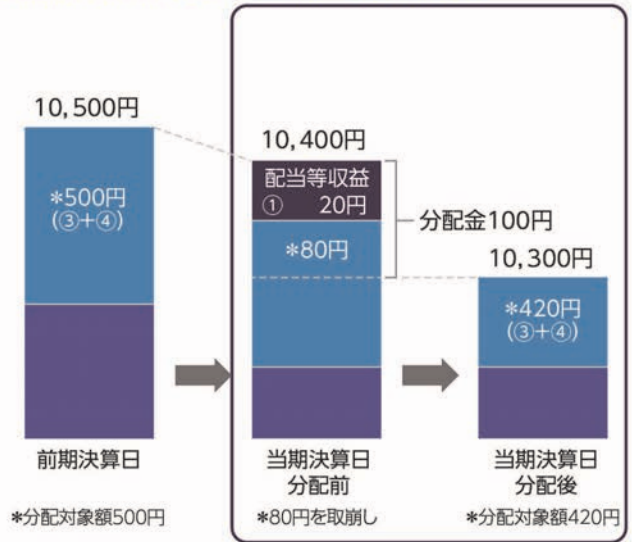 10,500円
*500円
(③+④)
前期決算日
*分配対象額500円
10,400円
配当等収益
① 20円
*80円
分配金100円
当期決算日
分配前
*80円を取崩し
10,300円
*420円
(③+④)
当期決算日
分配後
*分配対象額420円